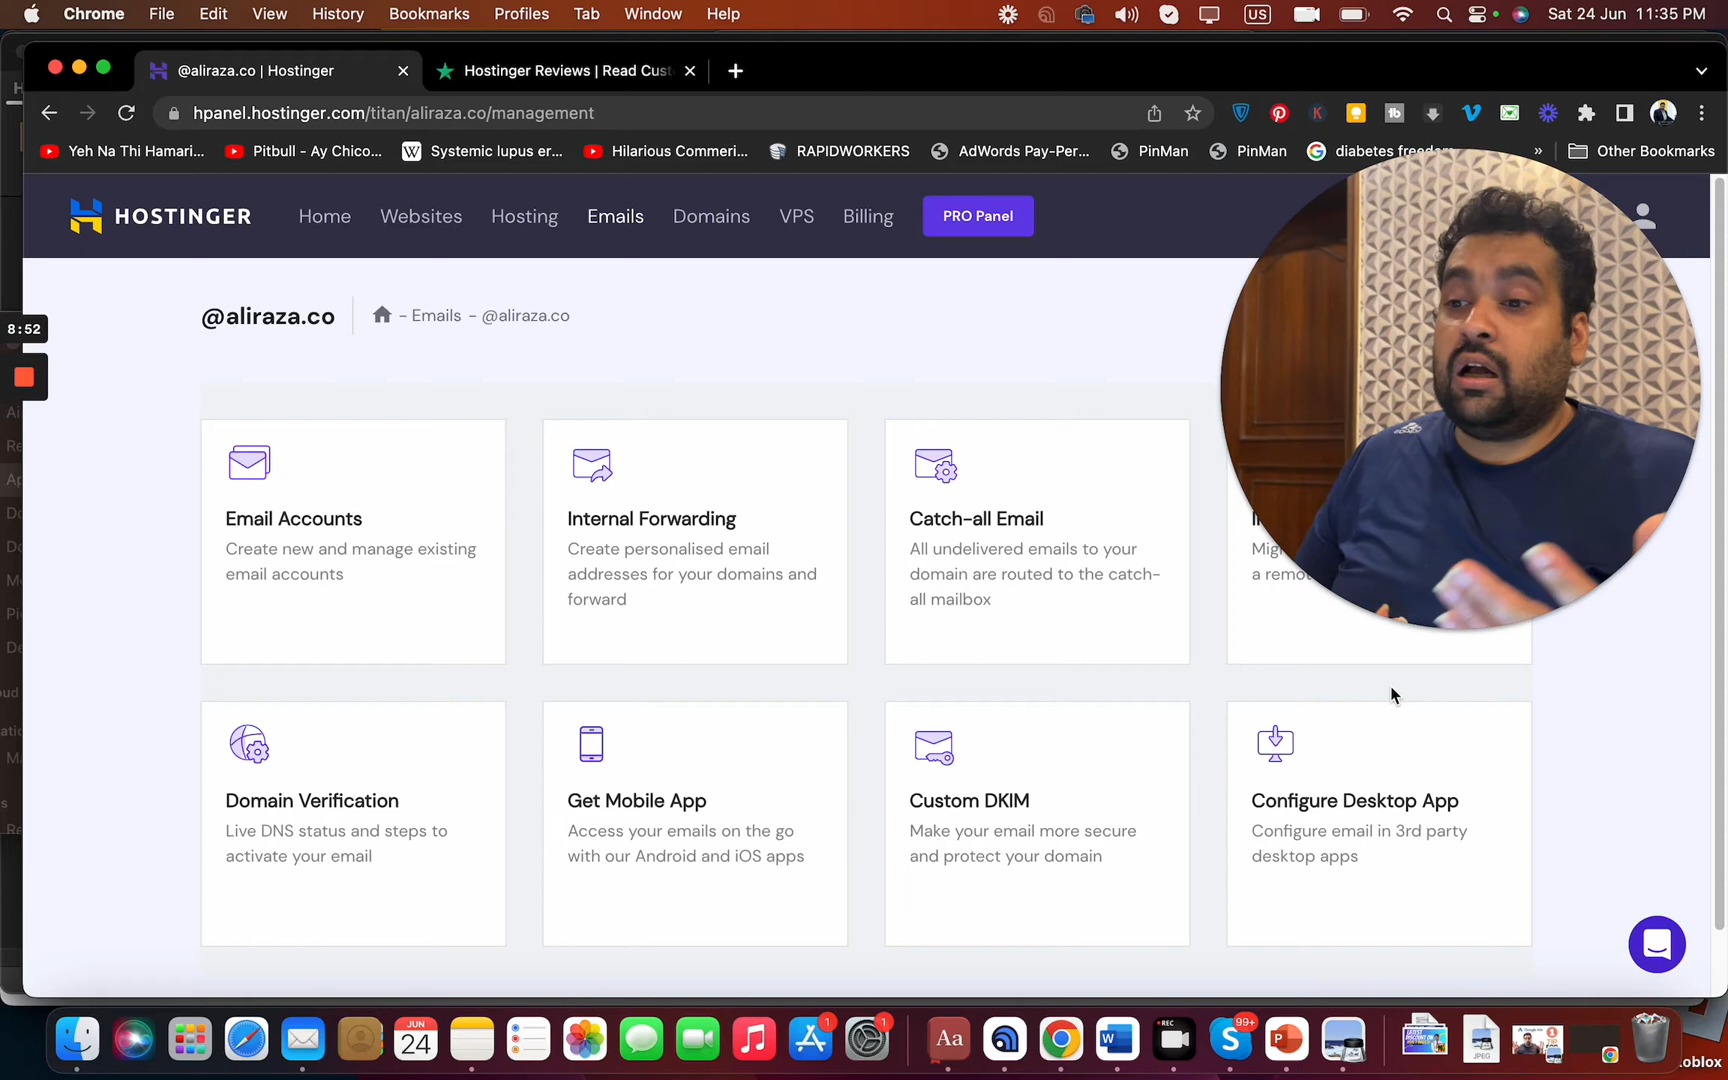 Chrome File Edit View History Bookmarks Profiles Tab Window Help US Sat 24 Jun 11:35 PM
@aliraza.co | Hostinger
Hostinger Reviews | Read Cust
hpanel.hostinger.com/titan/aliraza.co/management
Yeh Na Thi Hamari... Pitbull - Ay Chico... Systemic lupus er... Hilarious Commeri... RAPIDWORKERS AdWords Pay-Per... PinMan PinMan diabetes freedom » Other Bookmarks
HOSTINGER Home Websites Hosting Emails Domains VPS Billing PRO Panel
@aliraza.co - Emails - @aliraza.co
8:52
Email Accounts
Create new and manage existing
email accounts
Internal Forwarding
Create personalised email
addresses for your domains and
forward
Catch-all Email
All undelivered emails to your
domain are routed to the catch-
all mailbox
Domain Verification
Live DNS status and steps to
activate your email
Get Mobile App
Access your emails on the go
with our Android and iOS apps
Custom DKIM
Make your email more secure
and protect your domain
Configure Desktop App
Configure email in 3rd party
desktop apps
JUN
24
1
1
Aa
W
REC
99+
P
JPEG